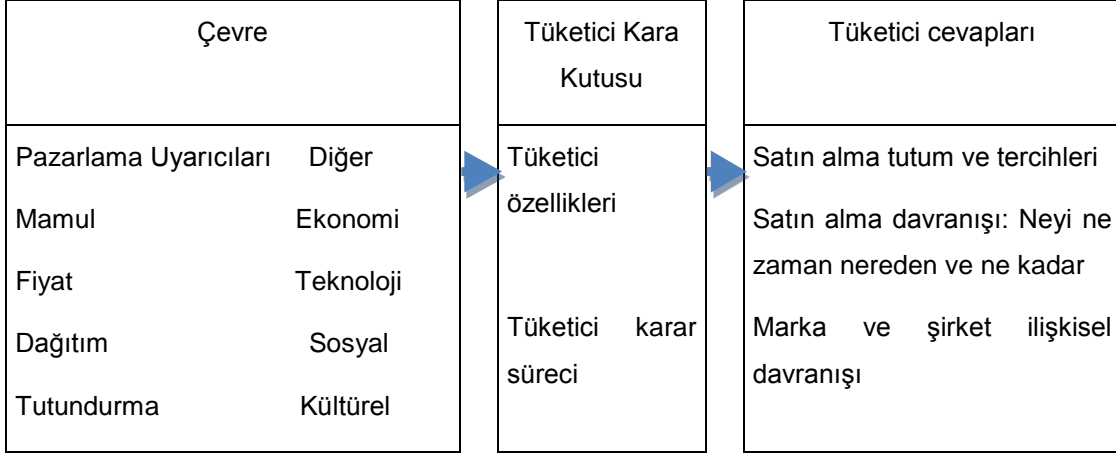 Çevre
Pazarlama Uyarıcıları Diğer
Mamul Ekonomi
Fiyat Teknoloji
Dağıtım Sosyal
Tutundurma Kültürel
Tüketici Kara
Kutusu
Tüketici
özellikleri
Tüketici karar
süreci
Tüketici cevapları
Satın alma tutum ve tercihleri
Satın alma davranışı: Neyi ne
zaman nereden ve ne kadar
Marka ve şirket ilişkisel
davranışı